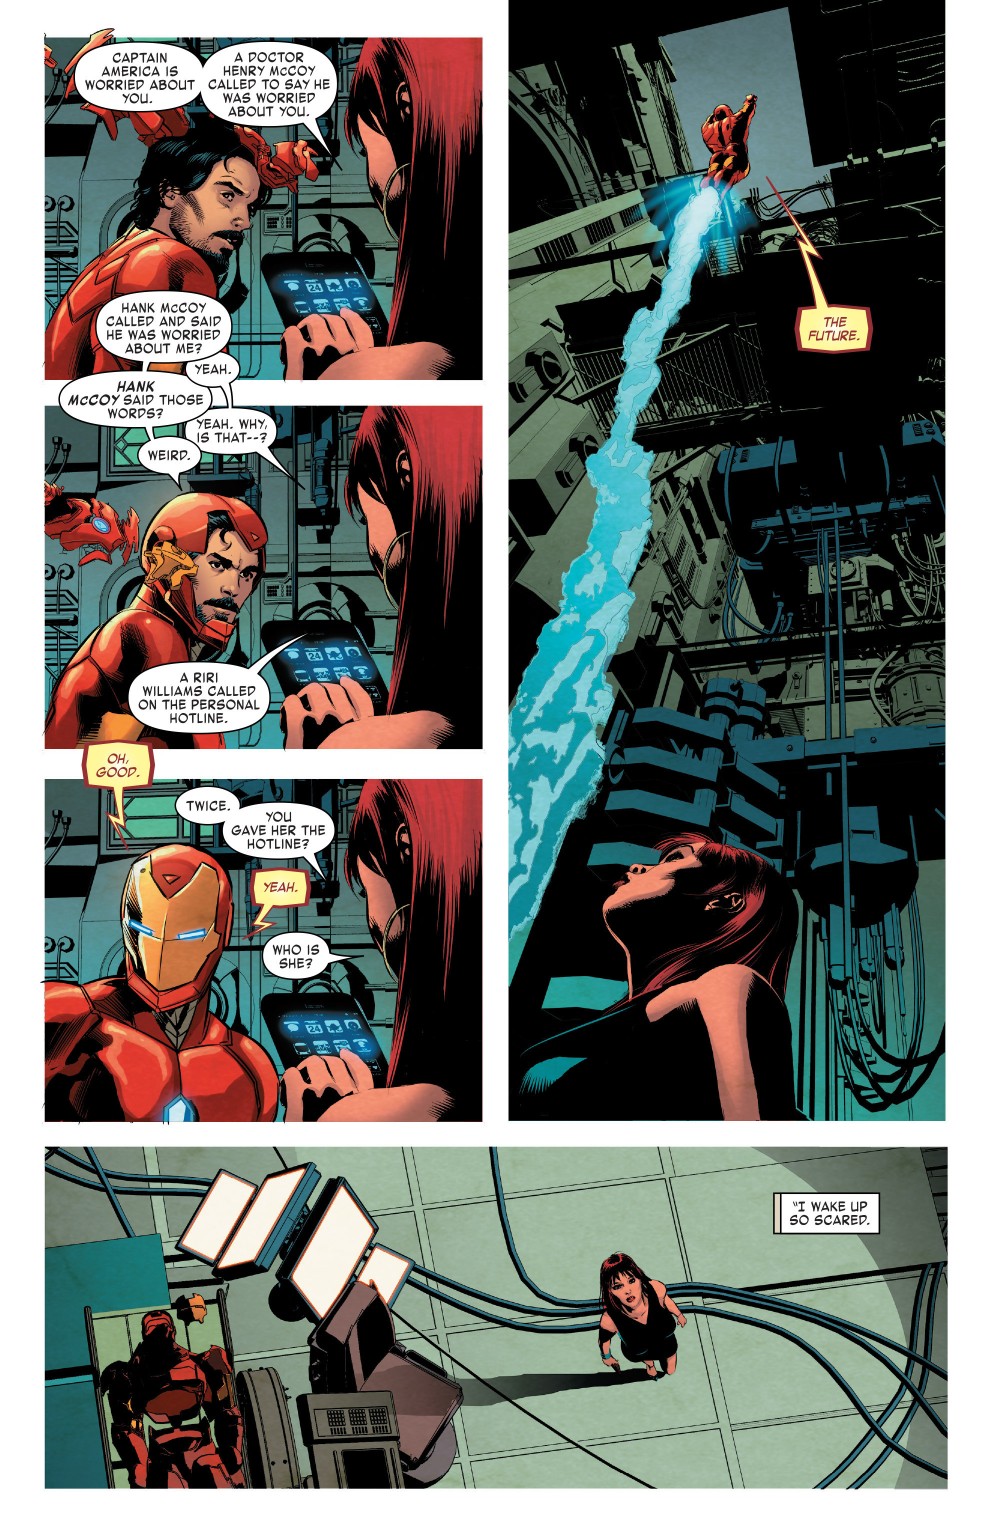 CAPTAIN
AMERICA IS
WORRIED ABOUT
YOU.
A DOCTOR
HENRY McCOY
CALLED TO SAY HE
WAS WORRIED
ABOUT YOU.
24
HANK McCOY
CALLED AND SAID
HE WAS WORRIED
ABOUT ME?
YEAH.
HANK
McCOY SAID THOSE
WORDS?
YEAH. WHY,
IS THAT--?
WEIRD.
24
A RIRI
WILLIAMS CALLED
ON THE PERSONAL
HOTLINE.
OH,
GOOD.
TWICE.
YOU
GAVE HER THE
HOTLINE?
YEAH.
WHO IS
SHE?
24
THE
FUTURE.
"I WAKE UP
SO SCARED.